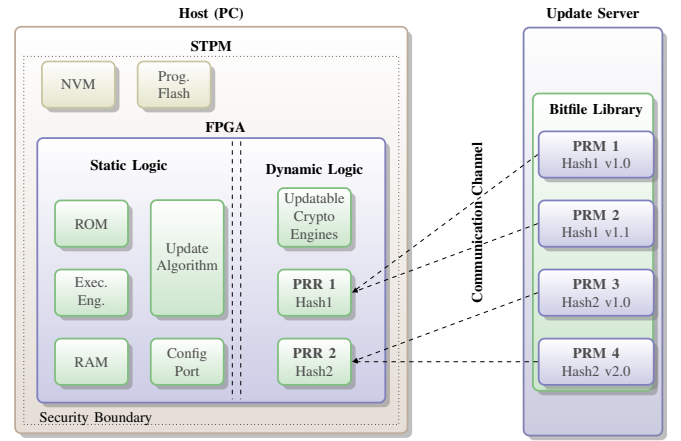 Host (PC)
Update Server
STPM
NVM
Prog.
Flash
FPGA
Static Logic
Dynamic Logic
ROM
Update
Algorithm
Exec.
Eng.
RAM
Config
Port
Updatable
Crypto
Engines
PRR 1
Hash1
PRR 2
Hash2
Security Boundary
Communication Channel
Bitfile Library
PRM 1
Hash1 v1.0
PRM 2
Hash1 v1.1
PRM 3
Hash2 v1.0
PRM 4
Hash2 v2.0